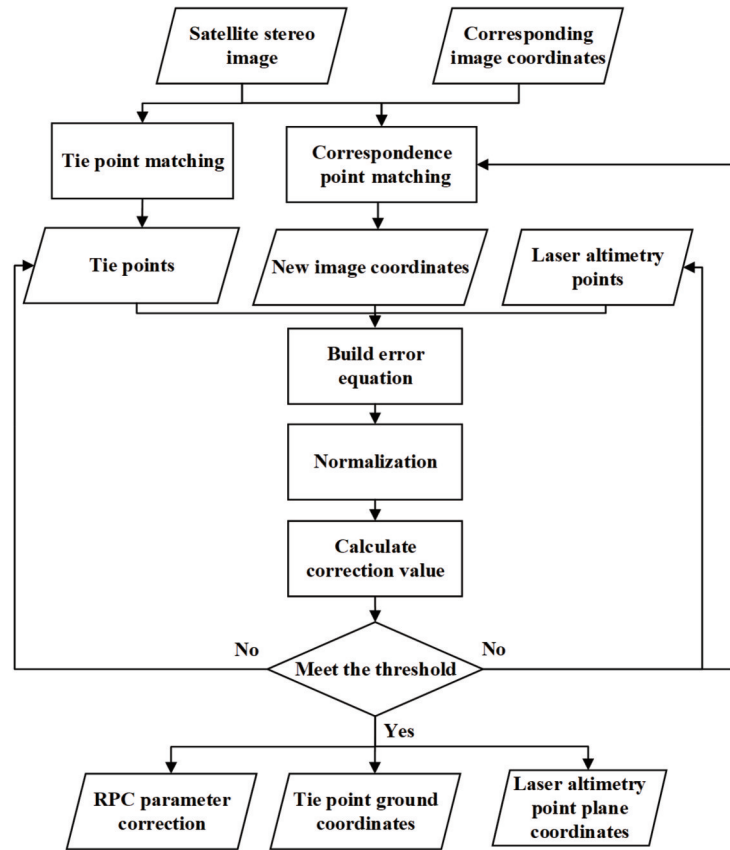 Satellite stereo
image
Corresponding
image coordinates
Tie point matching
Correspondence
point matching
Tie points
New image coordinates
Laser altimetry
points
Build error
equation
Normalization
Calculate
correction value
No
Meet the threshold
No
Yes
RPC parameter
correction
Tie point ground
coordinates
Laser altimetry
point plane
coordinates